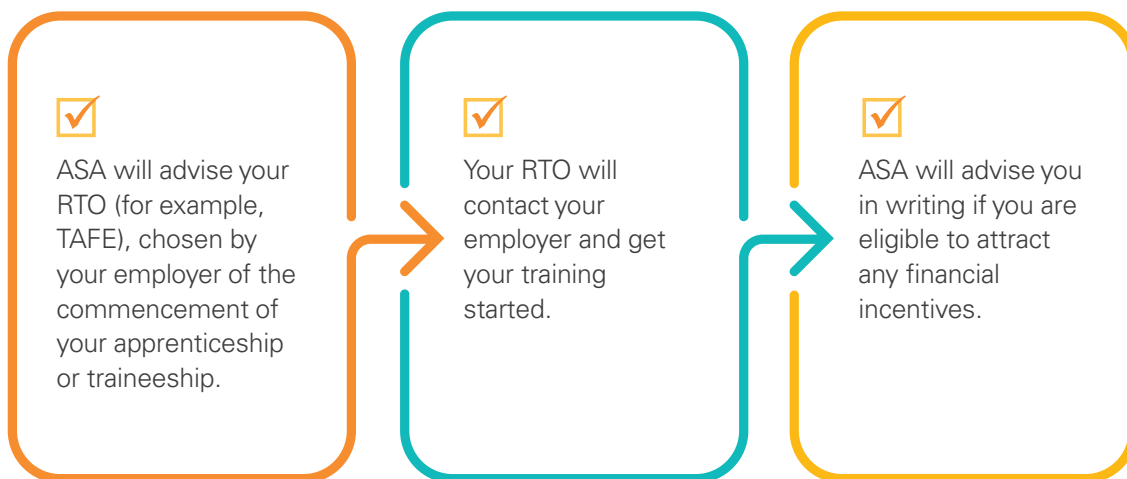 ASA will advise your
RTO (for example,
TAFE), chosen by
your employer of the
commencement of
your apprenticeship
or traineeship.
Your RTO will
contact your
employer and get
your training
started.
ASA will advise you
in writing if you are
eligible to attract
any financial
incentives.